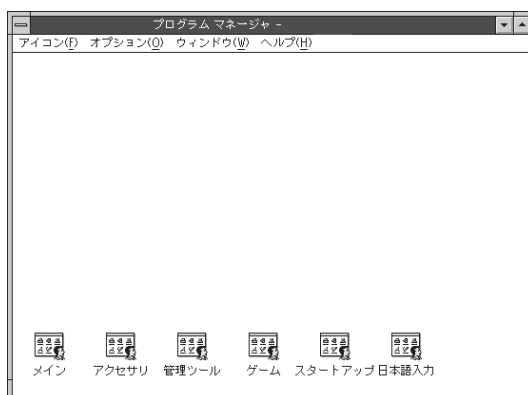 プログラム マネージャ -
アイコン(F) オプション(O) ウィンドウ(W) ヘルプ(H)
メイン アクセサリ 管理ツール ゲーム スタートアップ 日本語入力